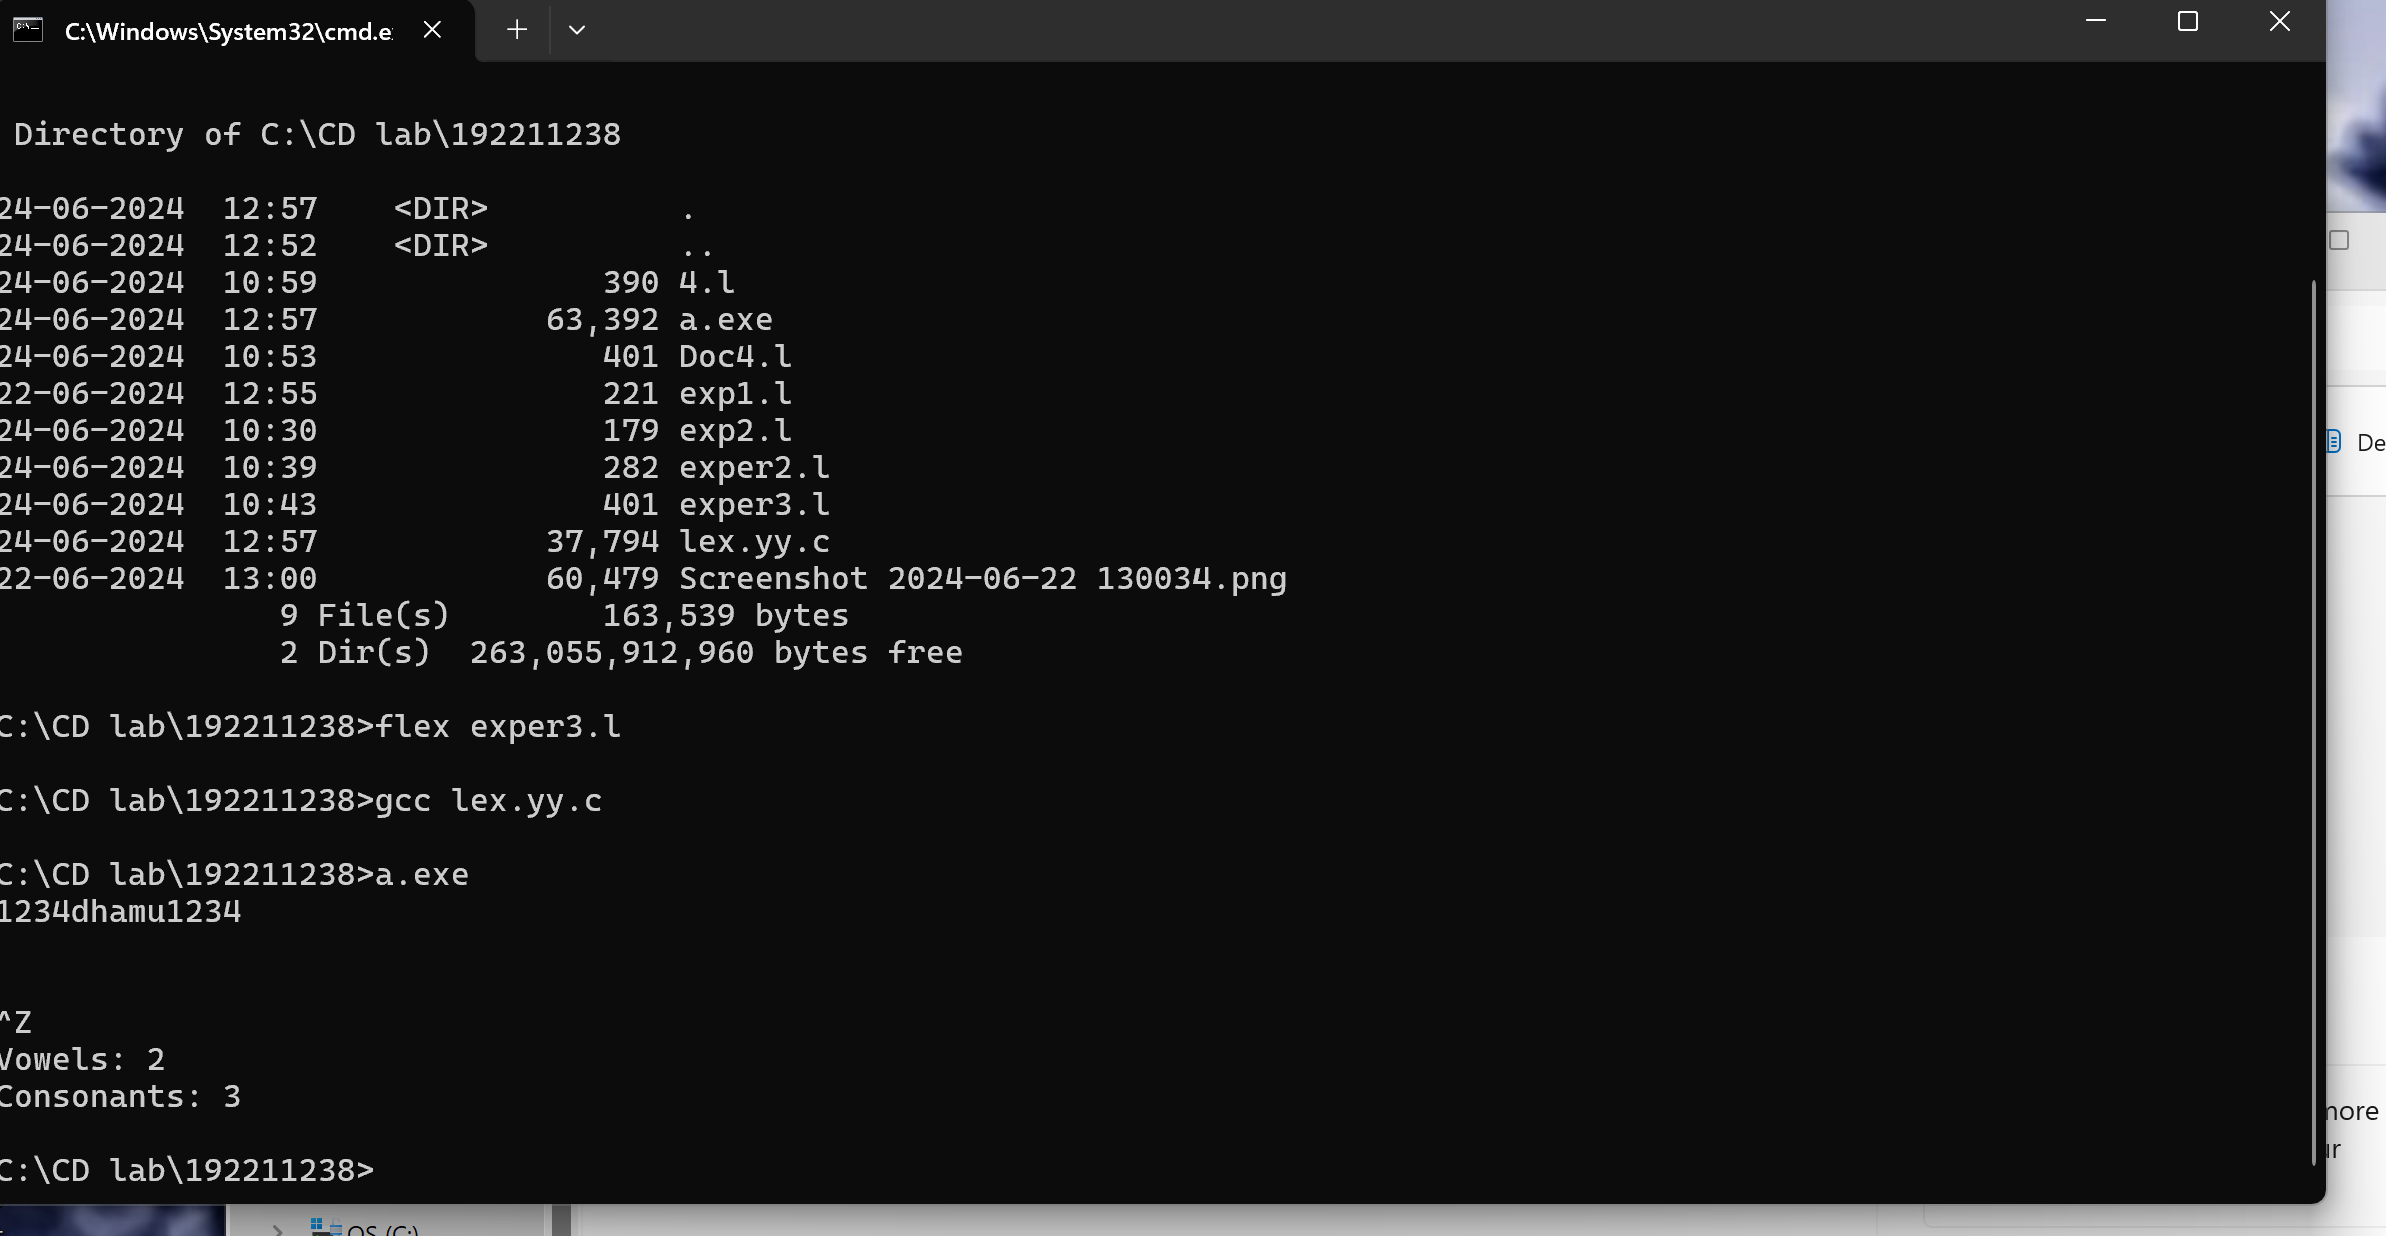 C:\Windows\System32\cmd.e
Directory of C:\CD lab\192211238
24-06-2024  12:57    <DIR>          .
24-06-2024  12:52    <DIR>          ..
24-06-2024  10:59               390 4.l
24-06-2024  12:57            63,392 a.exe
24-06-2024  10:53               401 Doc4.l
22-06-2024  12:55               221 exp1.l
24-06-2024  10:30               179 exp2.l
24-06-2024  10:39               282 exper2.l
24-06-2024  10:43               401 exper3.l
24-06-2024  12:57            37,794 lex.yy.c
22-06-2024  13:00            60,479 Screenshot 2024-06-22 130034.png
9 File(s)        163,539 bytes
2 Dir(s)  263,055,912,960 bytes free
C:\CD lab\192211238>flex exper3.l
C:\CD lab\192211238>gcc lex.yy.c
C:\CD lab\192211238>a.exe
1234dhamu1234
^Z
Vowels: 2
Consonants: 3
C:\CD lab\192211238>
De
more
ur
OS (C:)